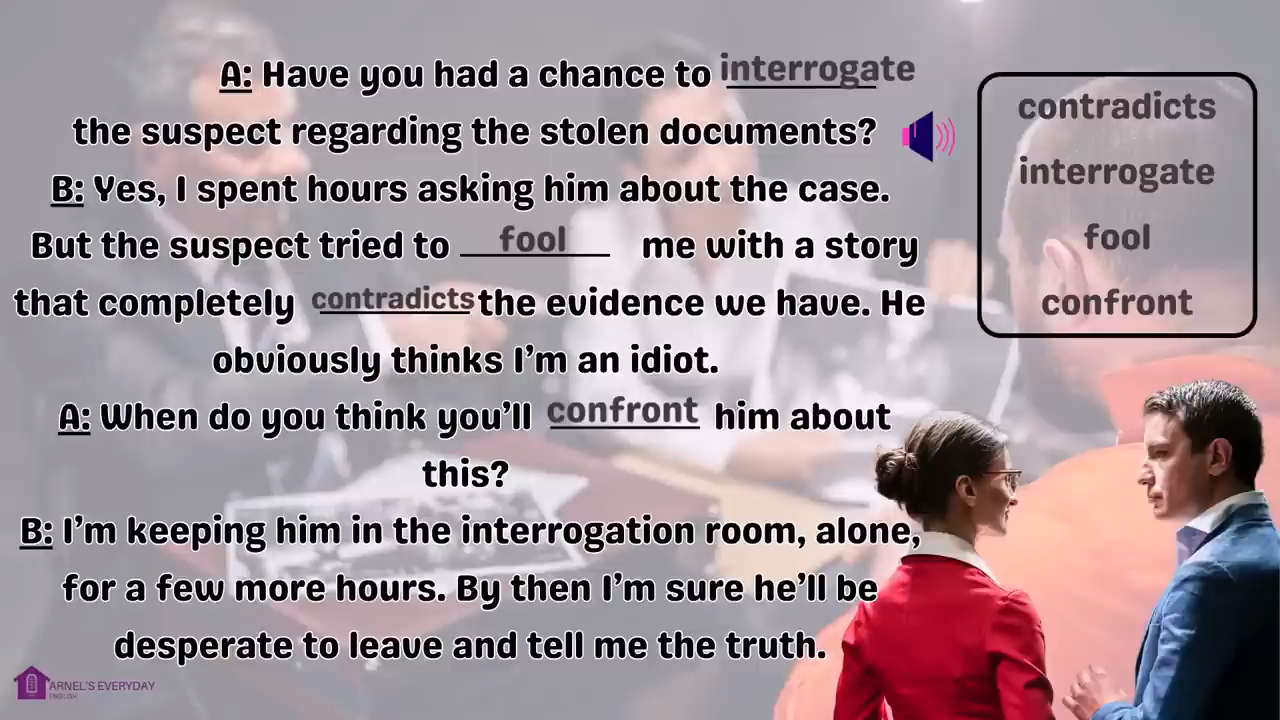 A: Have you had a chance to interrogate
the suspect regarding the stolen documents?
B: Yes, I spent hours asking him about the case.
But the suspect tried to fool me with a story
that completely contradicts the evidence we have. He
obviously thinks I'm an idiot.
A: When do you think you'll confront him about
this?
B: I'm keeping him in the interrogation room, alone,
for a few more hours. By then I'm sure he'll be
desperate to leave and tell me the truth.
contradicts
interrogate
fool
confront
ARNEL'S EVERYDAY
ENGLISH